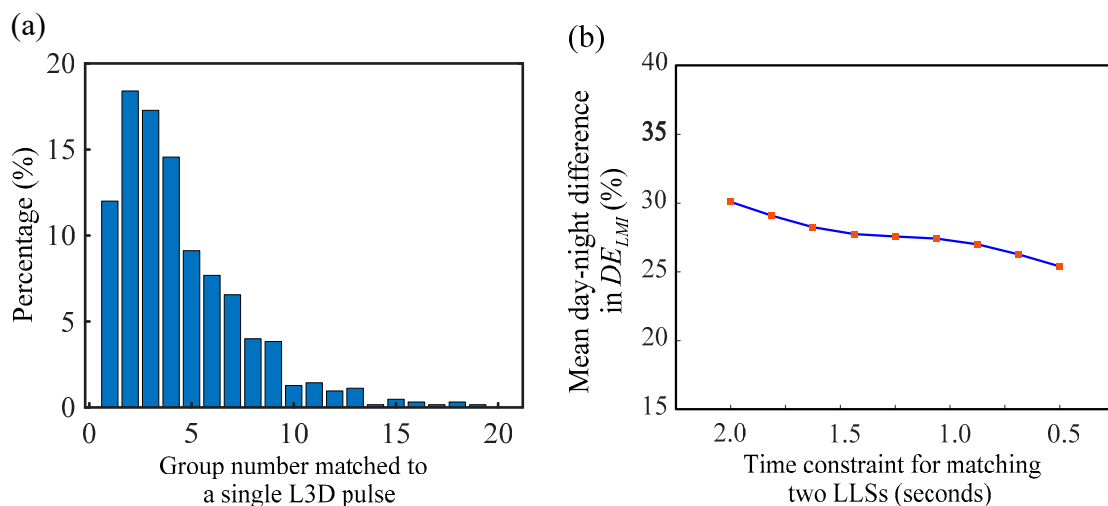 (a)
20
15
10
5
0
Percentage (%)
0 5 10 15 20
Group number matched to
a single L3D pulse
(b)
40
35
30
25
20
15
Mean day-night difference
in DE_LMI (%)
2.0 1.5 1.0 0.5
Time constraint for matching
two LLSs (seconds)